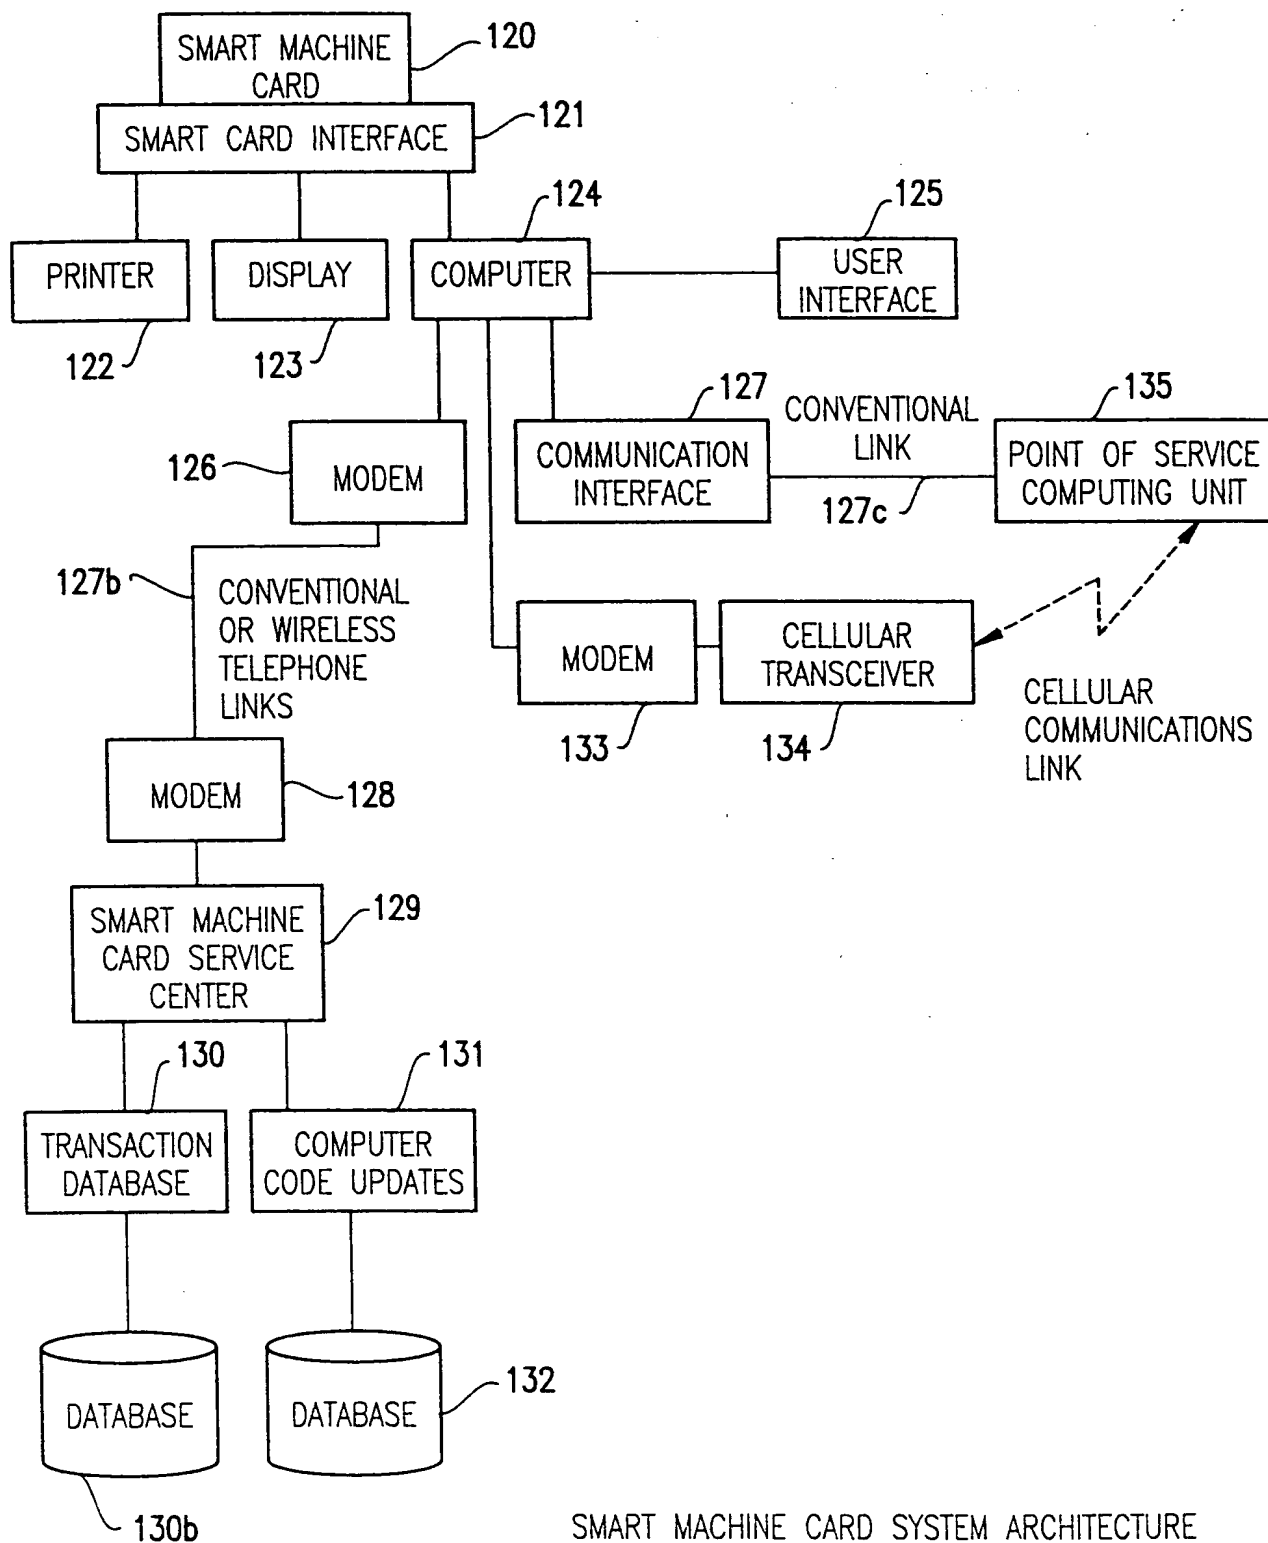 SMART MACHINE
CARD
120
SMART CARD INTERFACE
121
PRINTER
122
DISPLAY
123
COMPUTER
124
USER
INTERFACE
125
MODEM
126
COMMUNICATION
INTERFACE
127
CONVENTIONAL
LINK
127c
POINT OF SERVICE
COMPUTING UNIT
135
127b
CONVENTIONAL
OR WIRELESS
TELEPHONE
LINKS
MODEM
133
CELLULAR
TRANSCEIVER
134
CELLULAR
COMMUNICATIONS
LINK
MODEM
128
SMART MACHINE
CARD SERVICE
CENTER
129
TRANSACTION
DATABASE
130
COMPUTER
CODE UPDATES
131
DATABASE
130b
DATABASE
132
SMART MACHINE CARD SYSTEM ARCHITECTURE